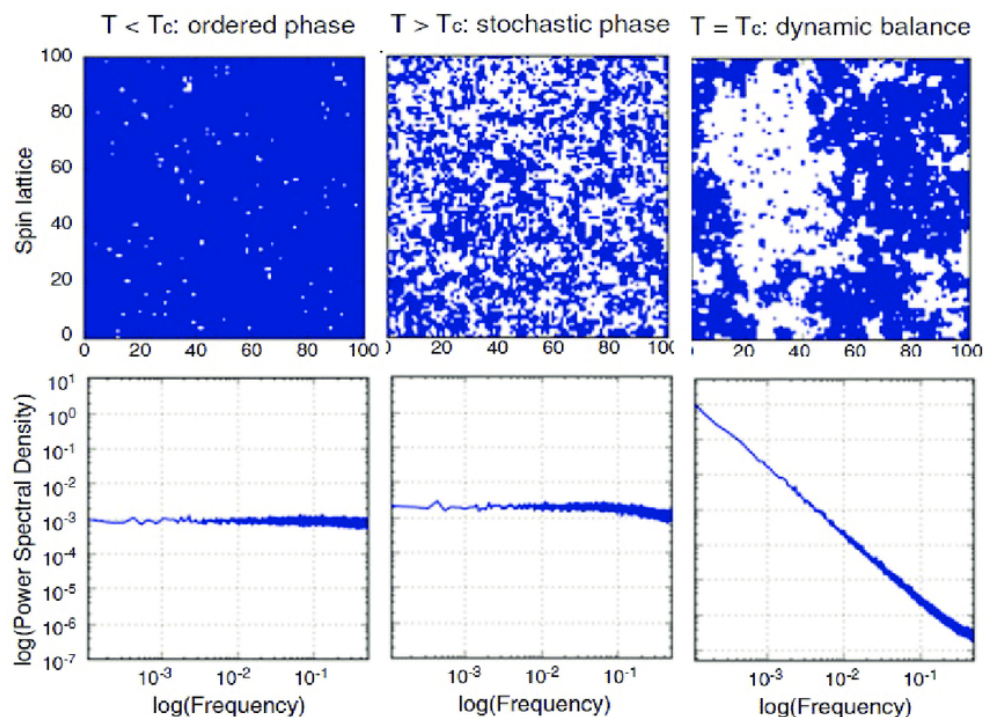 T < Tc: ordered phase
T > Tc: stochastic phase
T = Tc: dynamic balance
Spin lattice
100
80
60
40
20
0
0 20 40 60 80 100
0 20 40 60 80 100
20 40 60 80 100
log(Power Spectral Density)
10¹
10⁰
10⁻¹
10⁻²
10⁻³
10⁻⁴
10⁻⁵
10⁻⁶
10⁻⁷
10⁻³ 10⁻² 10⁻¹
10⁻³ 10⁻² 10⁻¹
10⁻³ 10⁻² 10⁻¹
log(Frequency)
log(Frequency)
log(Frequency)